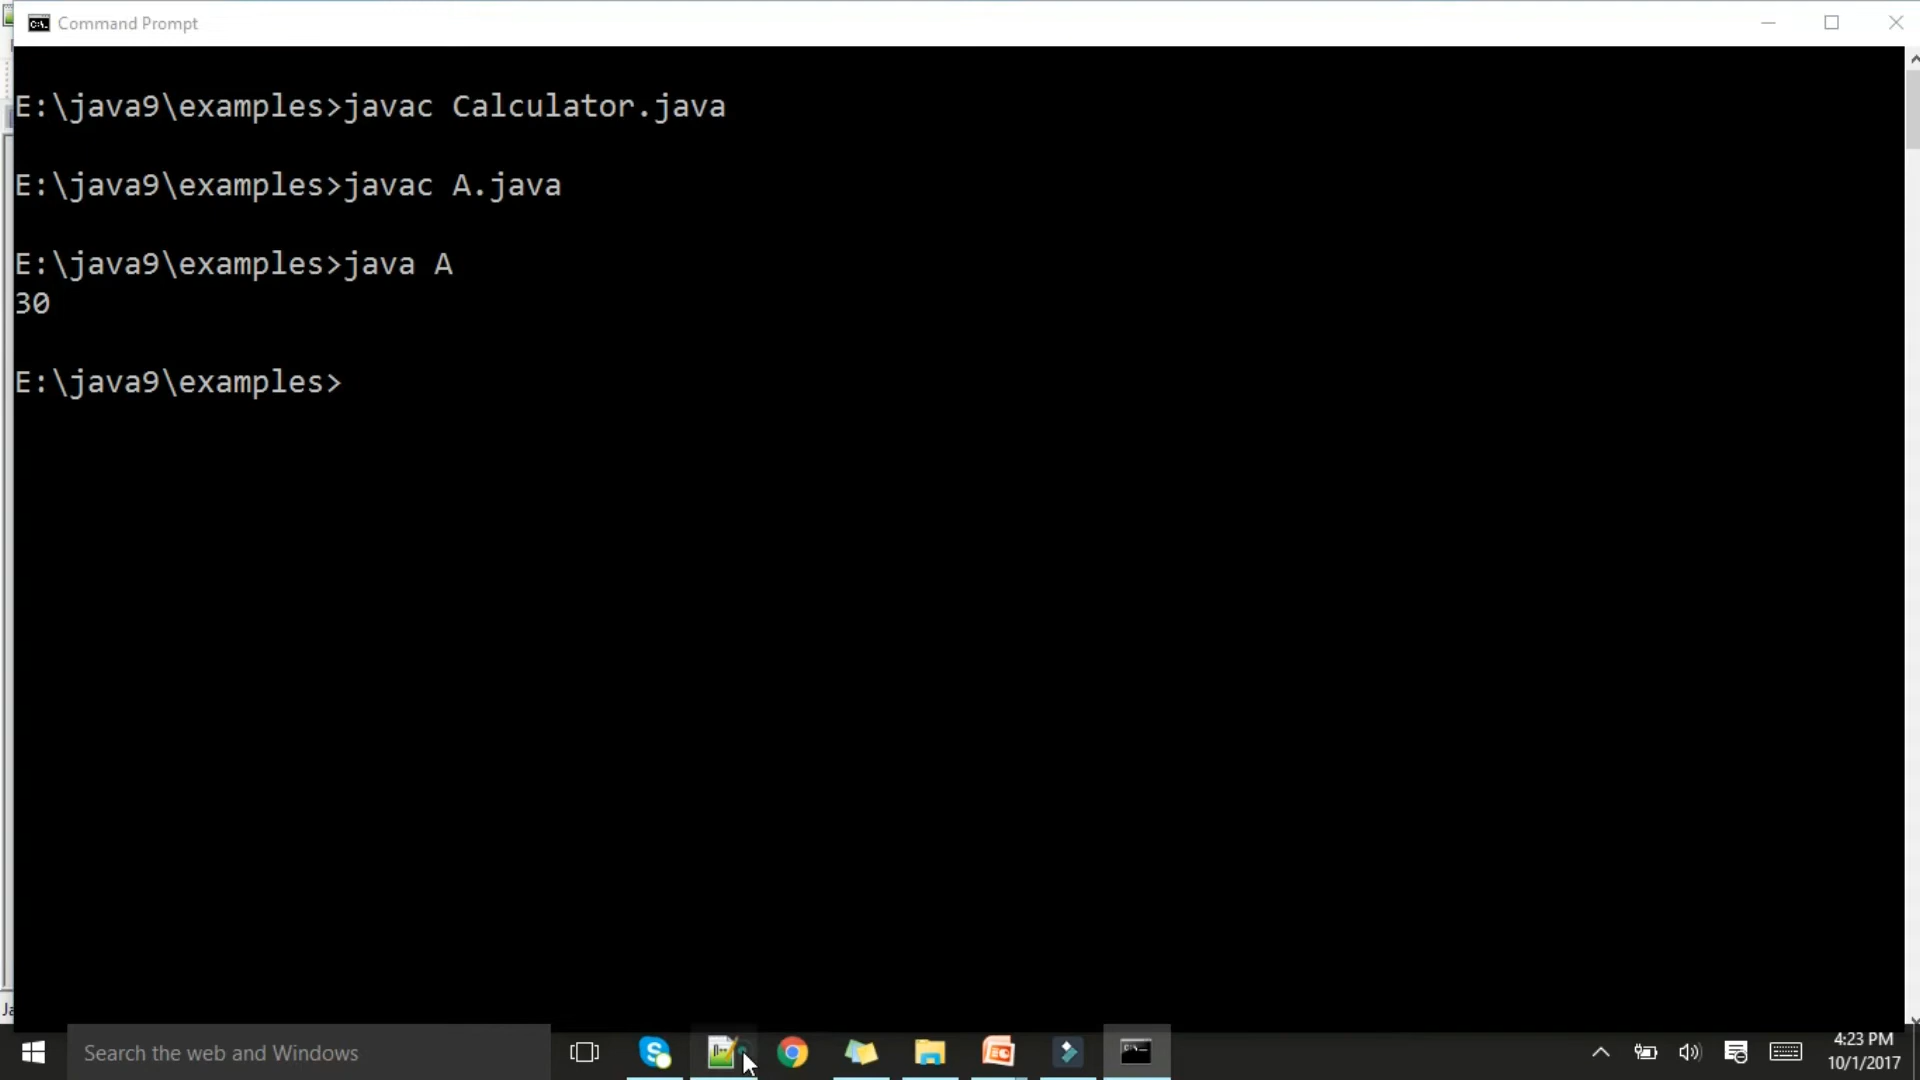 Command Prompt
E:\java9\examples>javac Calculator.java
E:\java9\examples>javac A.java
E:\java9\examples>java A
30
E:\java9\examples>
Ja
Search the web and Windows
4:23 PM
10/1/2017